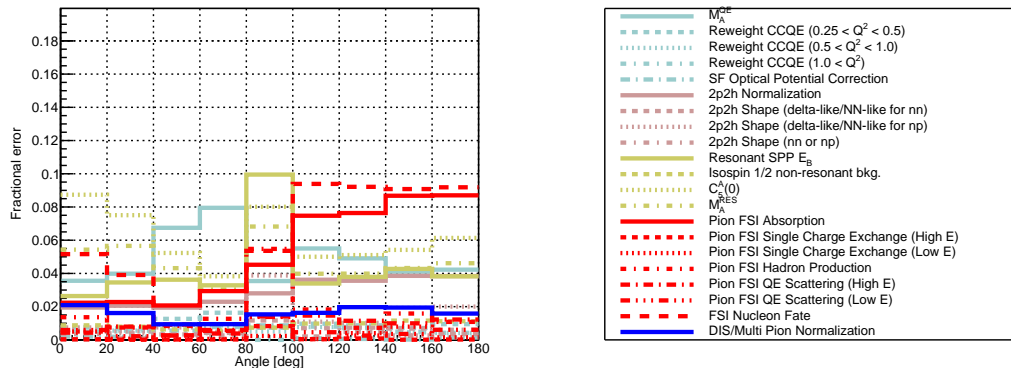 0.18
0.16
0.14
0.12
0.1
0.08
0.06
0.04
0.02
0
Fractional error
0 20 40 60 80 100 120 140 160 180
Angle [deg]
M_A^QE
Reweight CCQE (0.25 < Q² < 0.5)
Reweight CCQE (0.5 < Q² < 1.0)
Reweight CCQE (1.0 < Q²)
SF Optical Potential Correction
2p2h Normalization
2p2h Shape (delta-like/NN-like for nn)
2p2h Shape (delta-like/NN-like for np)
2p2h Shape (nn or np)
Resonant SPP E_B
Isospin 1/2 non-resonant bkg.
C_5^A(0)
M_A^RES
Pion FSI Absorption
Pion FSI Single Charge Exchange (High E)
Pion FSI Single Charge Exchange (Low E)
Pion FSI Hadron Production
Pion FSI QE Scattering (High E)
Pion FSI QE Scattering (Low E)
FSI Nucleon Fate
DIS/Multi Pion Normalization